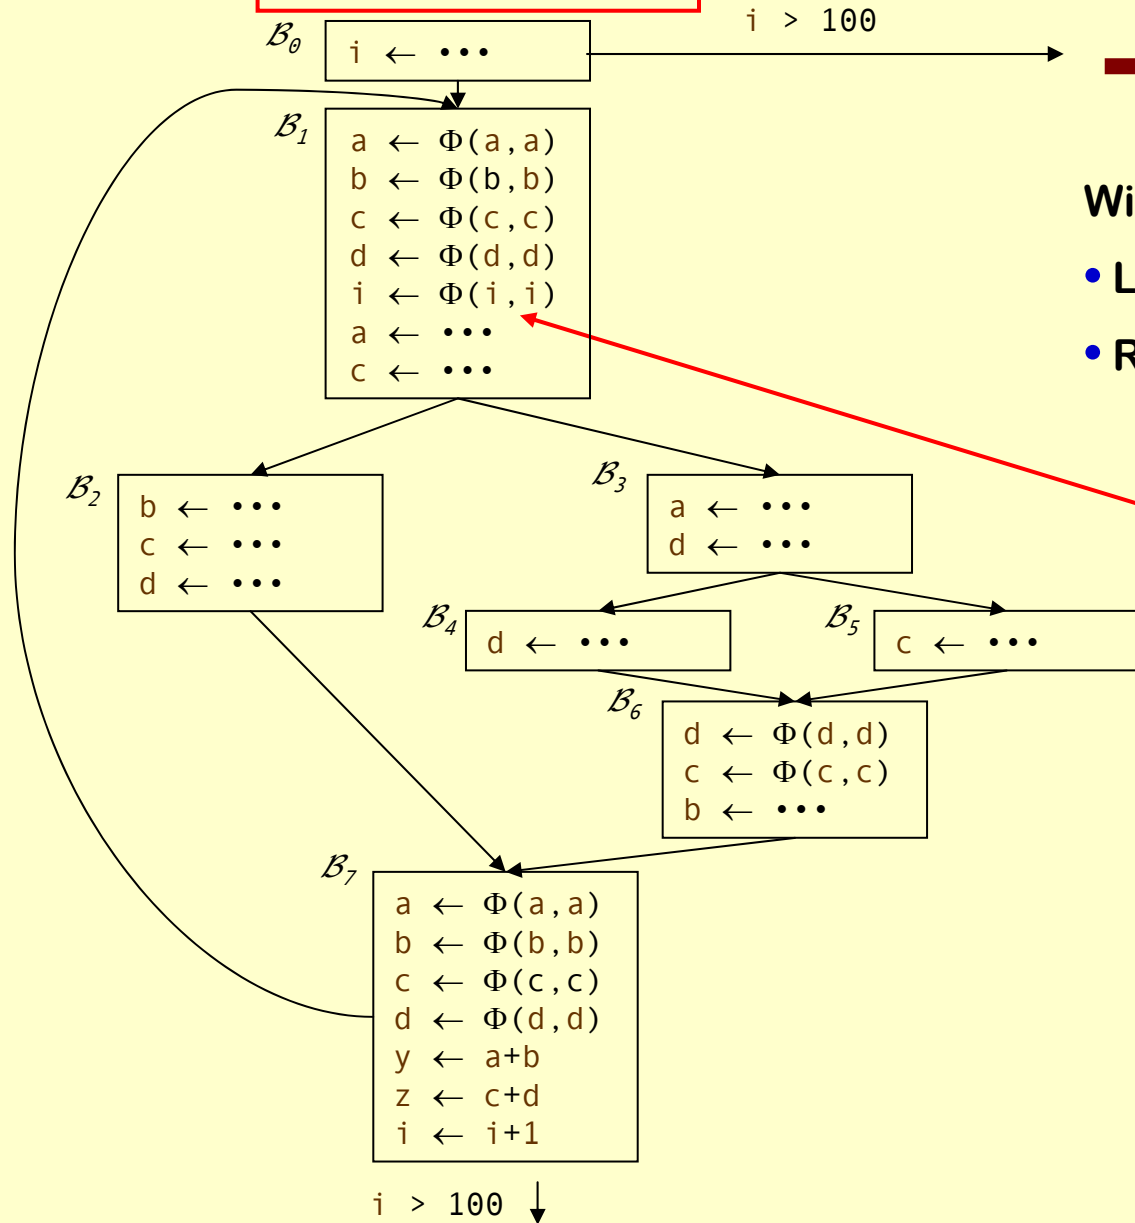 i > 100
B0
i ← •••
B1
a ← Φ(a,a)
b ← Φ(b,b)
c ← Φ(c,c)
d ← Φ(d,d)
i ← Φ(i,i)
a ← •••
c ← •••
Wi
• L
• R
B2
b ← •••
c ← •••
d ← •••
B3
a ← •••
d ← •••
B4
d ← •••
B5
c ← •••
B6
d ← Φ(d,d)
c ← Φ(c,c)
b ← •••
B7
a ← Φ(a,a)
b ← Φ(b,b)
c ← Φ(c,c)
d ← Φ(d,d)
y ← a+b
z ← c+d
i ← i+1
i > 100